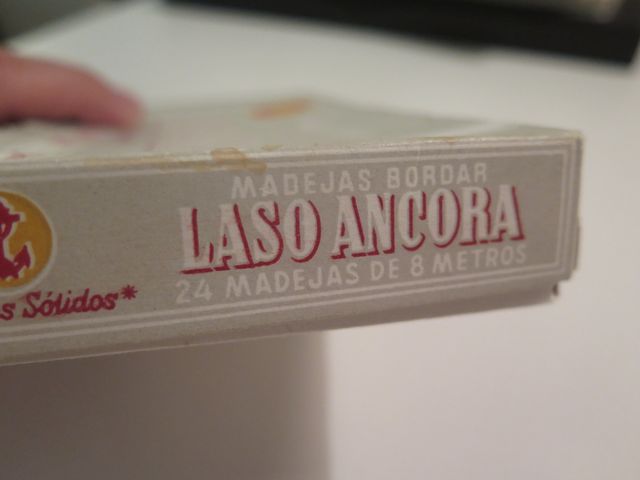 MADEJAS BORDAR
LASO ANCORA
24 MADEJAS DE 8 METROS
s Sólidos*